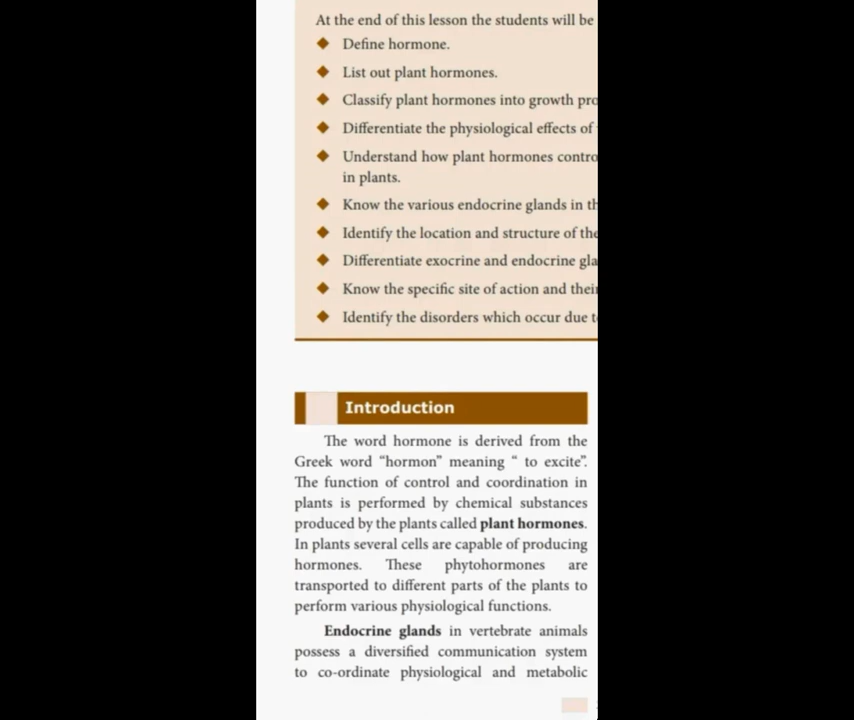 At the end of this lesson the students will be
◆ Define hormone.
◆ List out plant hormones.
◆ Classify plant hormones into growth
◆ Differentiate the physiological effects of
◆ Understand how plant hormones
in plants.
◆ Know the various endocrine glands in
◆ Identify the location and structure of the
◆ Differentiate exocrine and endocrine
◆ Know the specific site of action and their
◆ Identify the disorders which occur due
Introduction
The word hormone is derived from the
Greek word “hormon” meaning “ to excite”.
The function of control and coordination in
plants is performed by chemical substances
produced by the plants called plant hormones.
In plants several cells are capable of producing
hormones. These phytohormones are
transported to different parts of the plants to
perform various physiological functions.
Endocrine glands in vertebrate animals
possess a diversified communication system
to co-ordinate physiological and metabolic